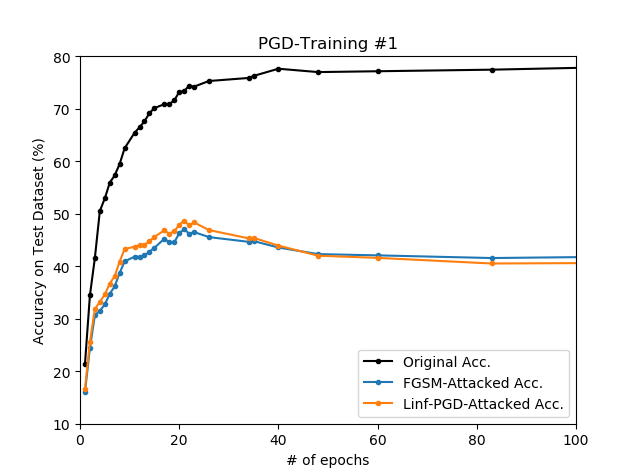 PGD-Training #1
Accuracy on Test Dataset (%)
80
70
60
50
40
30
20
10
0
20
40
60
80
100
# of epochs
Original Acc.
FGSM-Attacked Acc.
Linf-PGD-Attacked Acc.